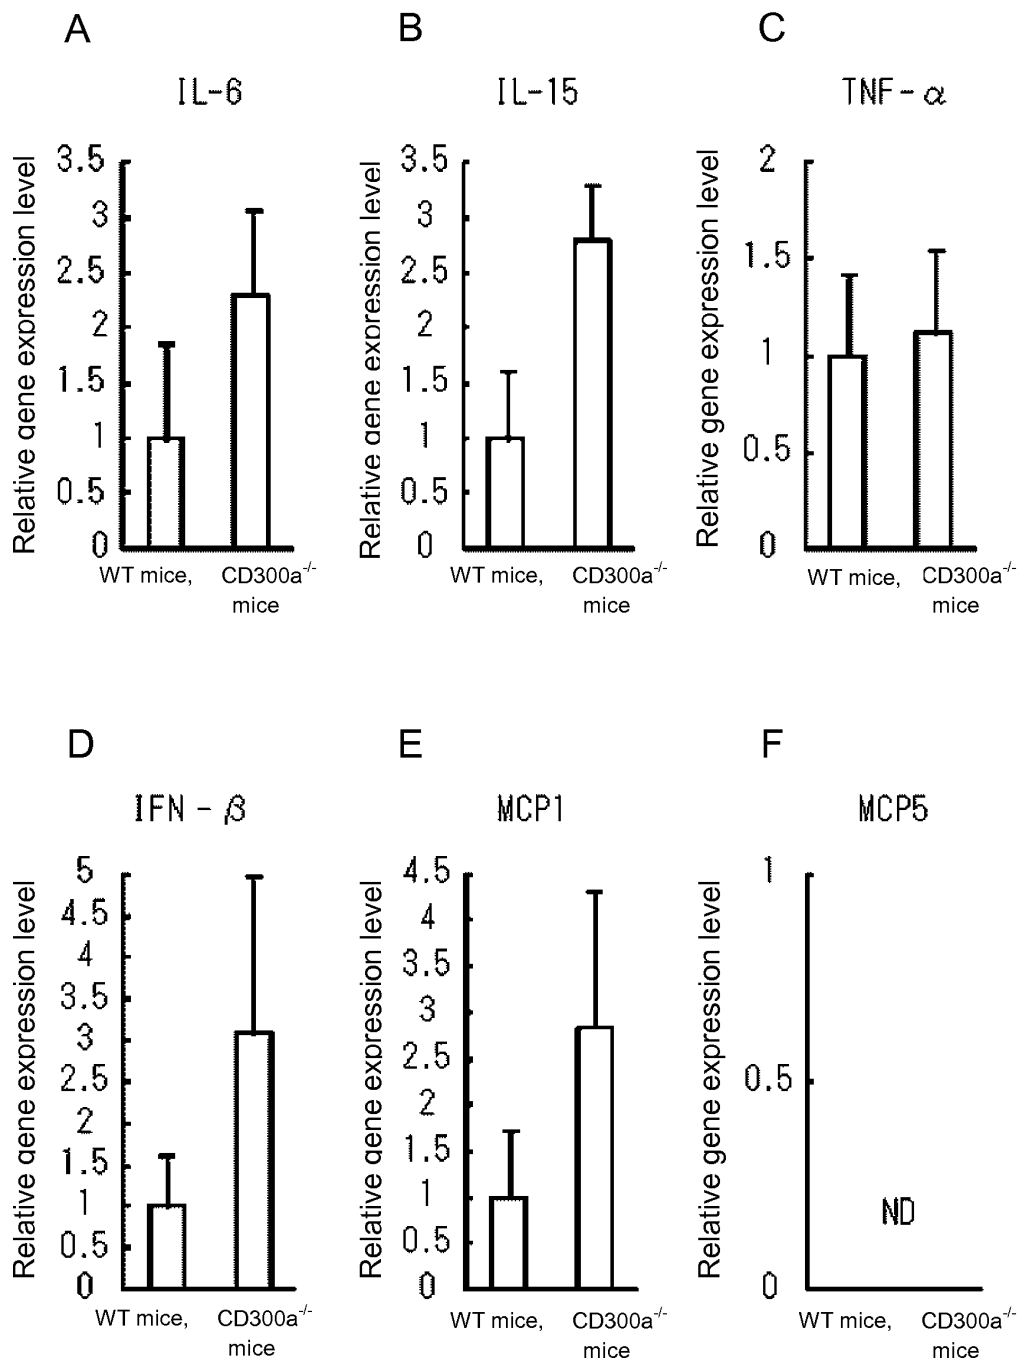 A
IL-6
Relative gene expression level
3.5
3
2.5
2
1.5
1
0.5
0
WT mice, CD300a-/-
mice
B
IL-15
Relative gene expression level
3.5
3
2.5
2
1.5
1
0.5
0
WT mice, CD300a-/-
mice
C
TNF-α
Relative gene expression level
2
1.5
1
0.5
0
WT mice, CD300a-/-
mice
D
IFN-β
Relative gene expression level
5
4.5
4
3.5
3
2.5
2
1.5
1
0.5
0
WT mice, CD300a-/-
mice
E
MCP1
Relative gene expression level
4.5
4
3.5
3
2.5
2
1.5
1
0.5
0
WT mice, CD300a-/-
mice
F
MCP5
Relative gene expression level
1
0.5
0
ND
WT mice, CD300a-/-
mice